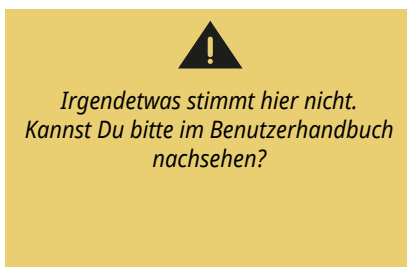 Irgendetwas stimmt hier nicht.
Kannst Du bitte im Benutzerhandbuch
nachsehen?